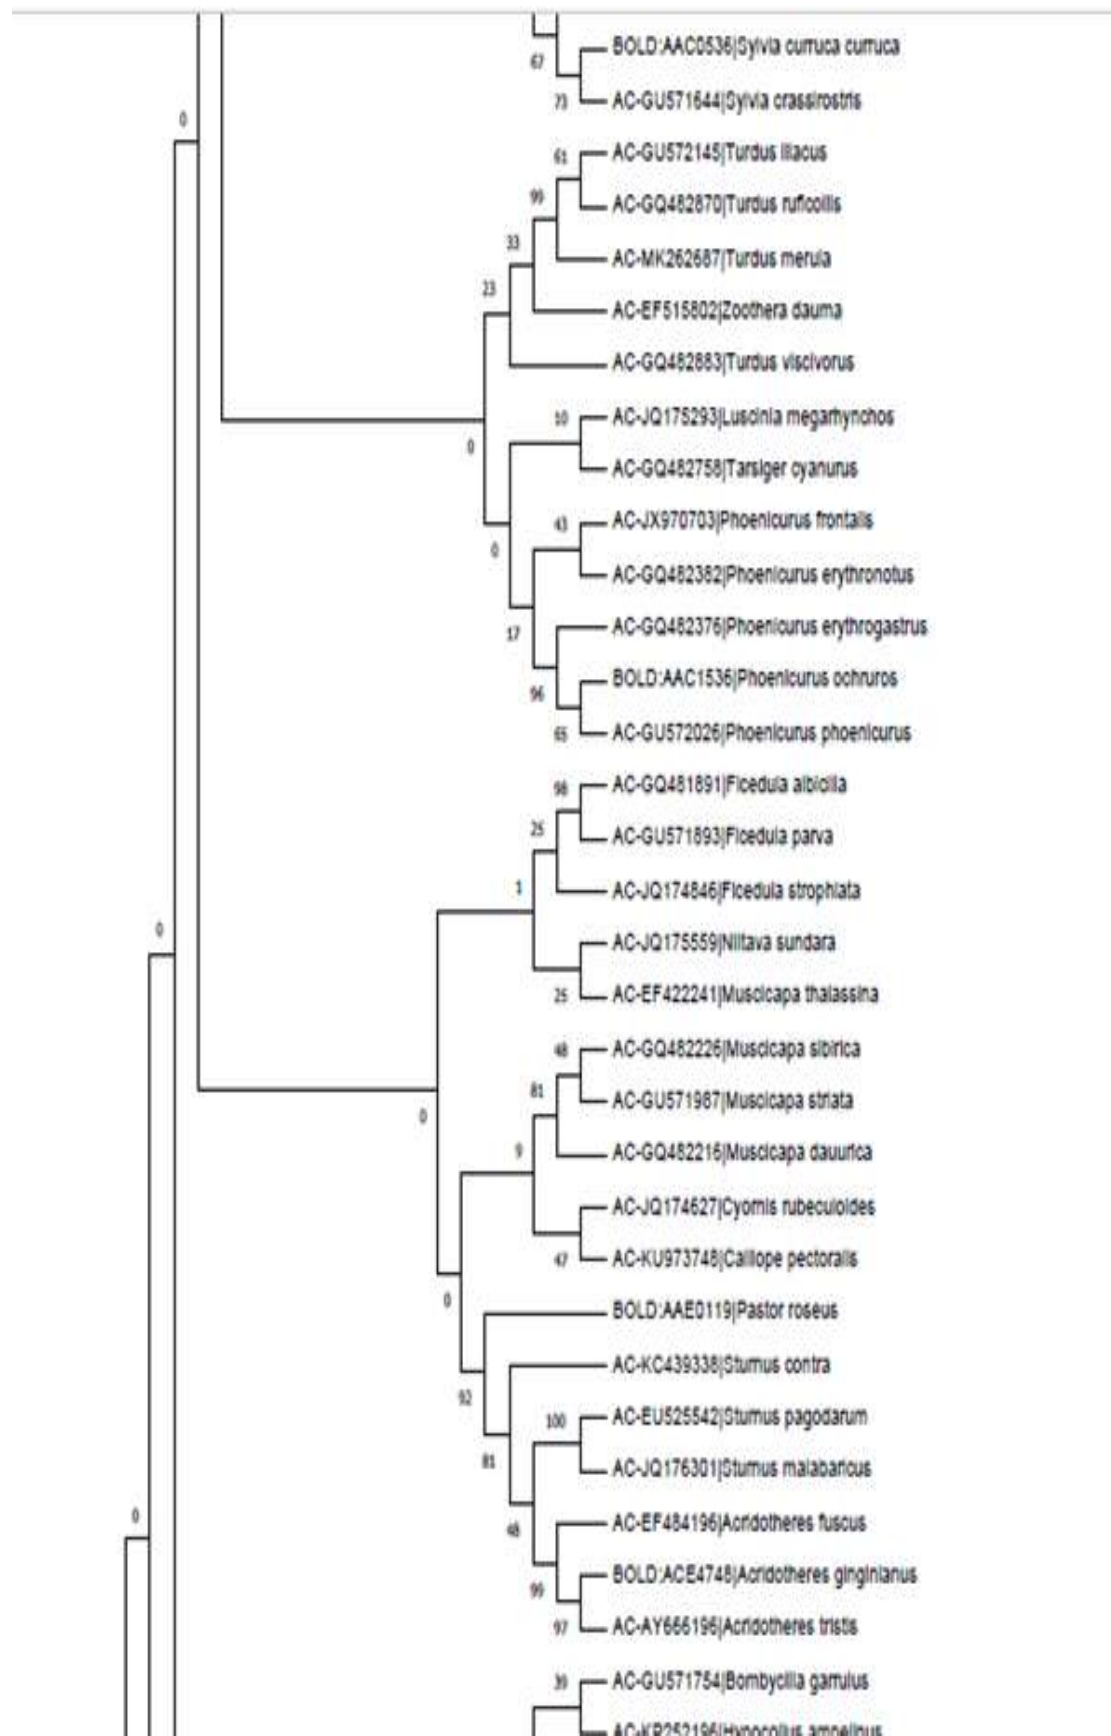 BOLD:AAC0536|Sylvia curruca curruca
67
73
AC-GU571644|Sylvia crassirostris
0
61
AC-GU572145|Turdus iliacus
99
AC-GQ482870|Turdus ruficollis
33
AC-MK262687|Turdus merula
23
AC-EF515802|Zoothera dauma
AC-GQ482883|Turdus viscivorus
10
AC-JQ175293|Luscinia megarhynchos
0
AC-GQ482758|Tarsiger cyanurus
43
AC-JX970703|Phoenicurus frontalis
0
AC-GQ482382|Phoenicurus erythronotus
17
AC-GQ482376|Phoenicurus erythrogastrus
96
BOLD:AAC1536|Phoenicurus ochruros
65
AC-GU572026|Phoenicurus phoenicurus
98
AC-GQ481891|Ficedula albicilla
25
AC-GU571893|Ficedula parva
1
AC-JQ174846|Ficedula strophiata
0
AC-JQ175559|Niltava sundara
25
AC-EF422241|Muscicapa thalassina
48
AC-GQ482226|Muscicapa sibirica
81
AC-GU571987|Muscicapa striata
0
9
AC-GQ482216|Muscicapa dauurica
AC-JQ174627|Cyornis rubeculoides
47
AC-KU973748|Calliope pectoralis
0
BOLD:AAE0119|Pastor roseus
AC-KC439338|Sturnus contra
92
100
AC-EU525542|Sturnus pagodarum
81
AC-JQ176301|Sturnus malabaricus
0
48
AC-EF484196|Acridotheres fuscus
99
BOLD:ACE4748|Acridotheres ginginianus
97
AC-AY666196|Acridotheres tristis
39
AC-GU571754|Bombycilla garrulus
AC-KP252196|Hypocolius ampelinus